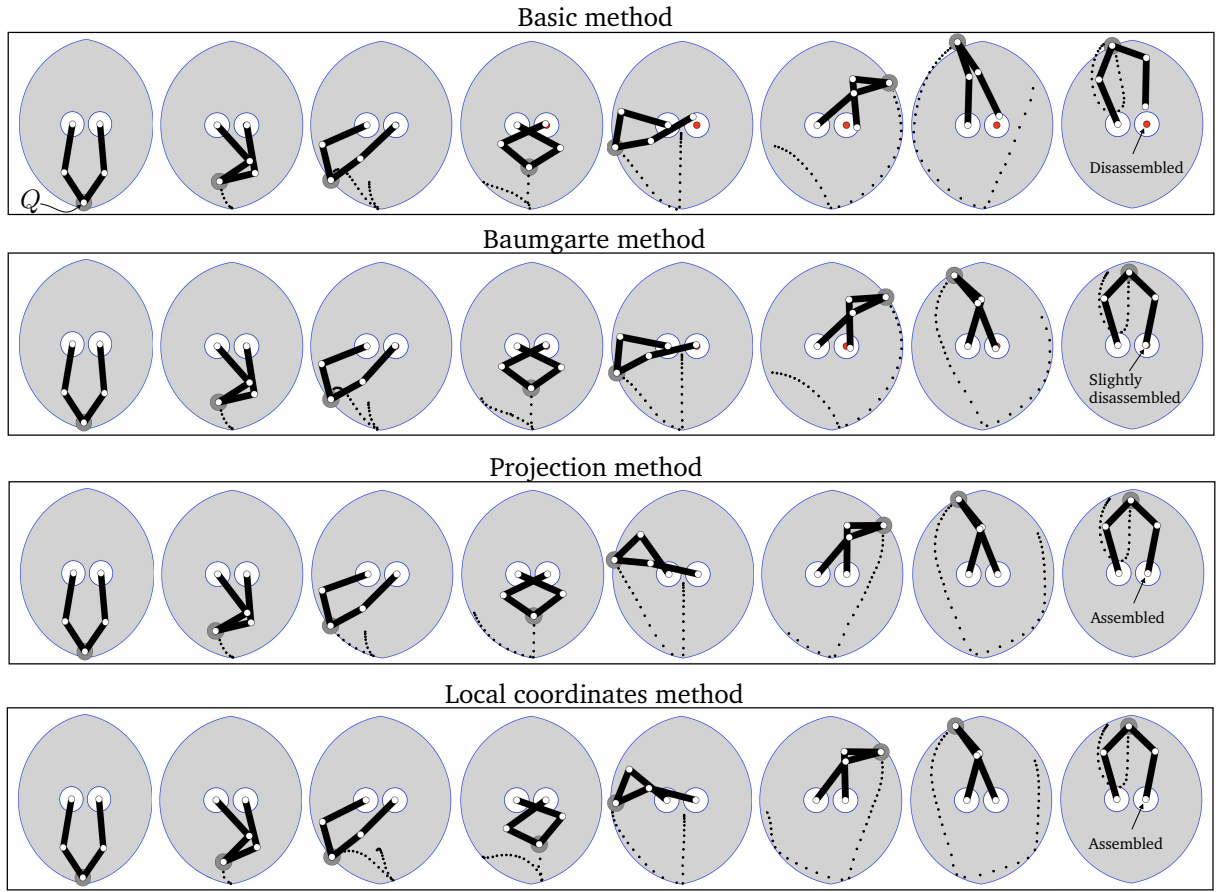 Basic method
Q
Disassembled
Baumgarte method
Slightly
disassembled
Projection method
Assembled
Local coordinates method
Assembled